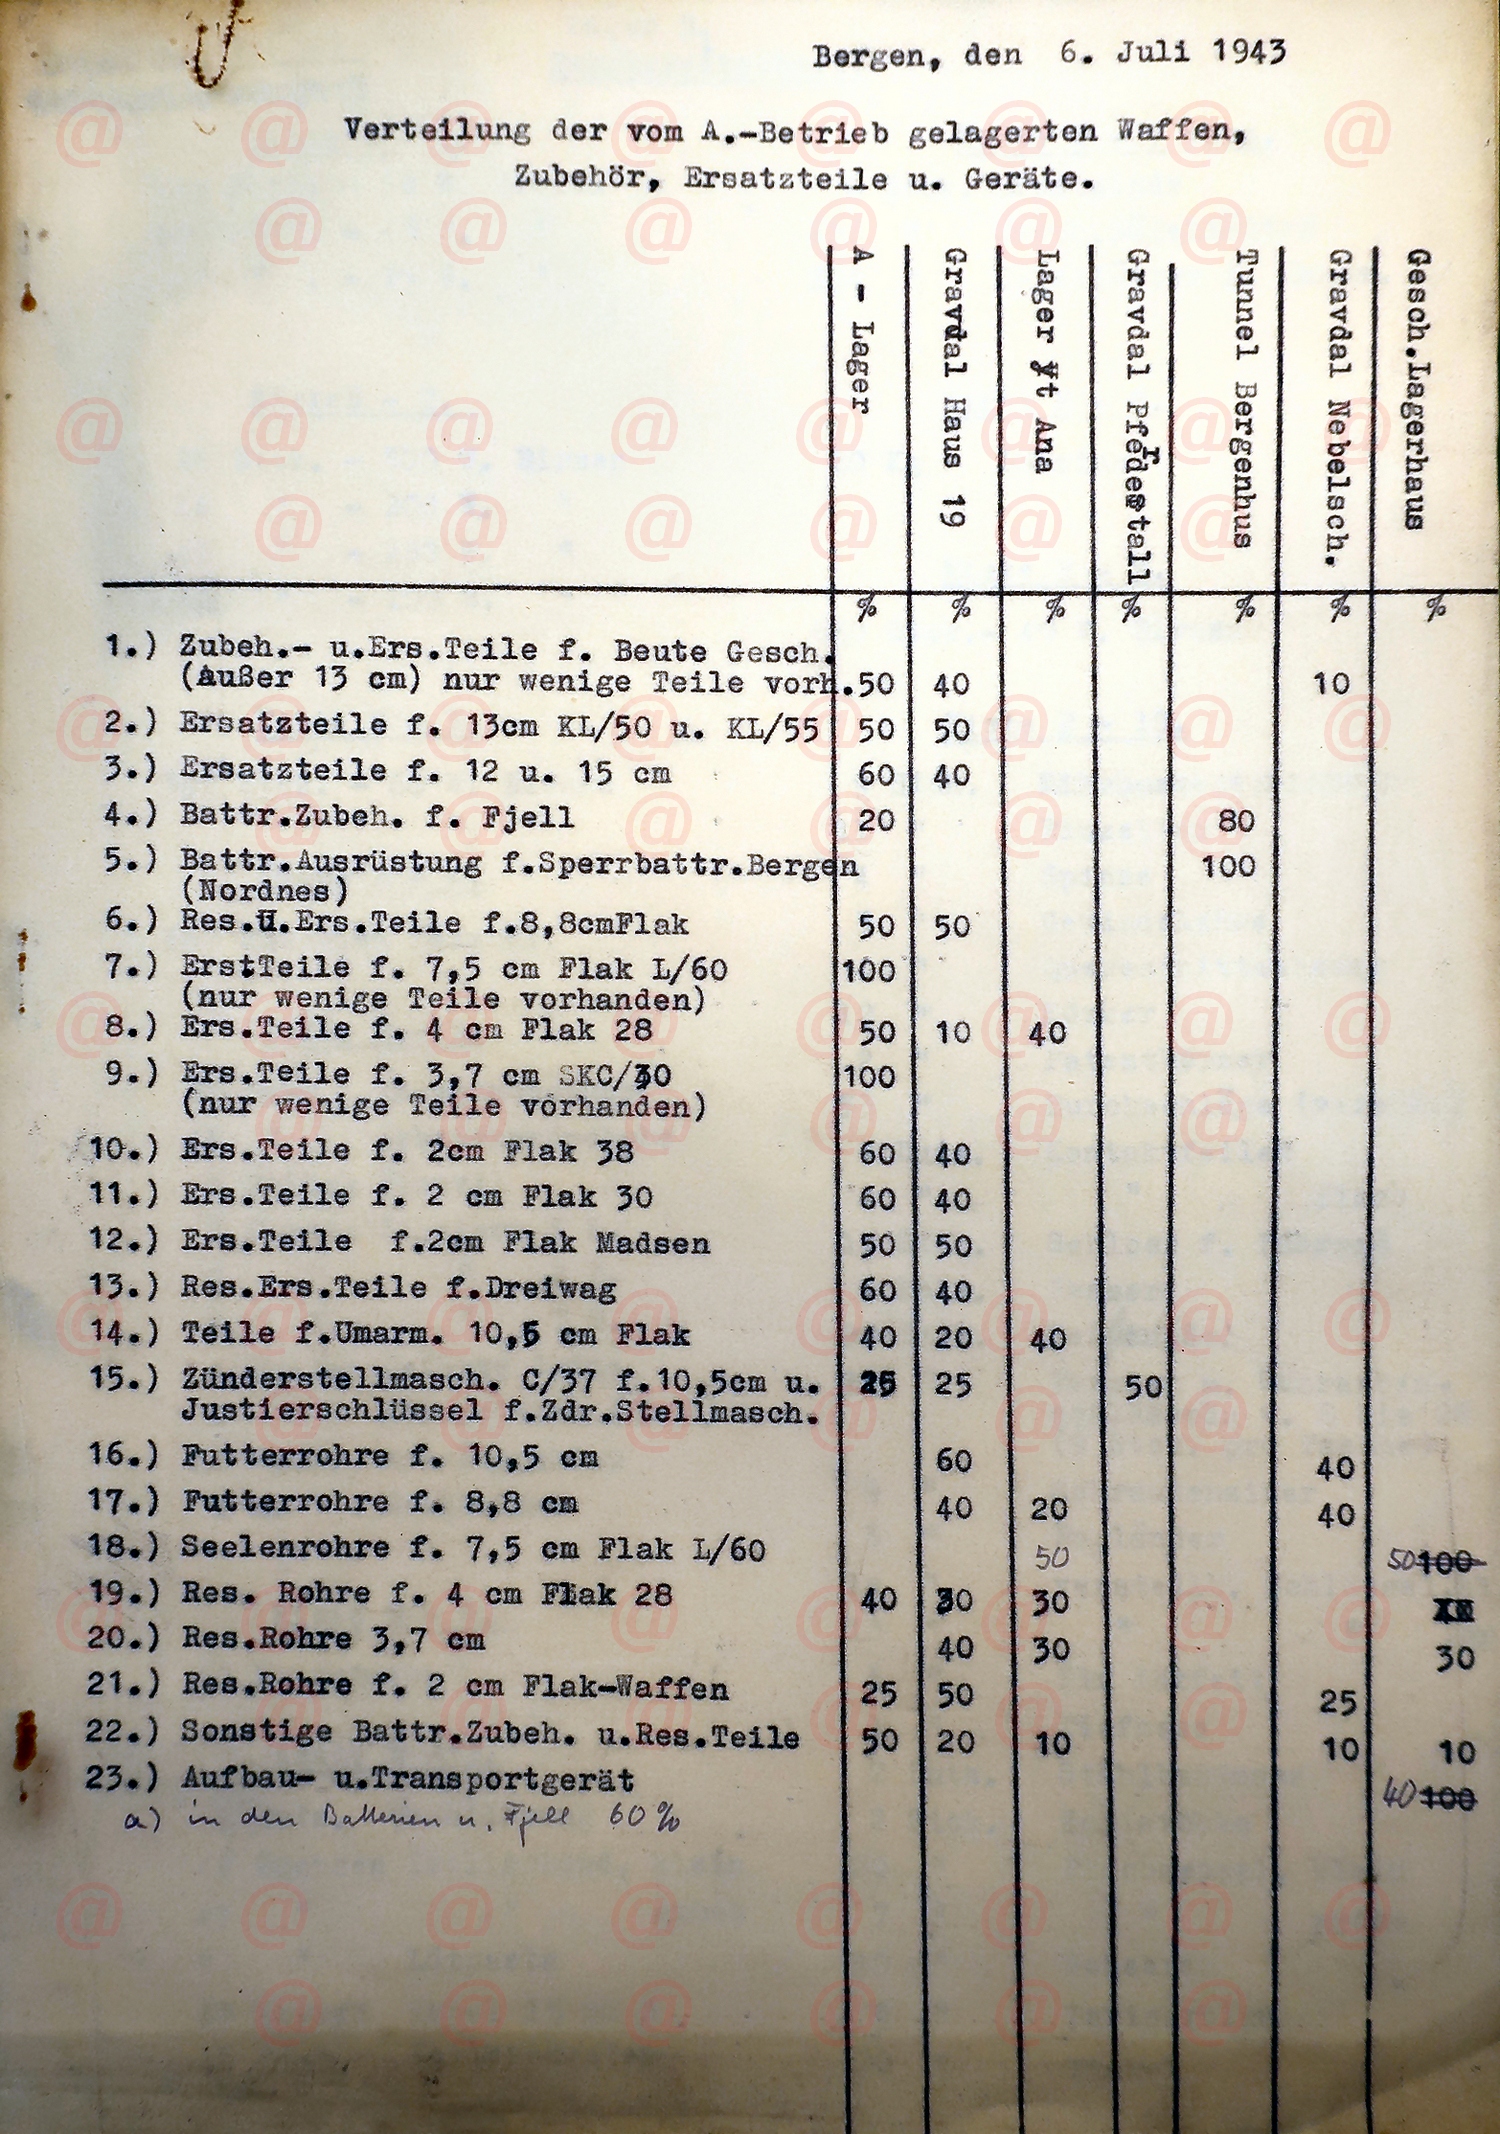 Bergen, den 6. Juli 1943
Verteilung der vom A.-Betrieb gelagerten Waffen,
Zubehör, Ersatzteile u. Geräte.
A - Lager
Gravdal Haus 19
Lager Yt Ana
Gravdal Pferdestall
Tunnel Bergenhus
Gravdal Nebelsch.
Gesch.Lagerhaus
% % % % % % %
1.) Zubeh.- u.Ers.Teile f. Beute Gesch.
(Außer 13 cm) nur wenige Teile vorh. 50 40 10
2.) Ersatzteile f. 13cm KL/50 u. KL/55 50 50
3.) Ersatzteile f. 12 u. 15 cm 60 40
4.) Battr.Zubeh. f. Fjell 20 80
5.) Battr.Ausrüstung f.Sperrbattr.Bergen 100
(Nordnes)
6.) Res.U.Ers.Teile f.8,8cmFlak 50 50
7.) ErstTeile f. 7,5 cm Flak L/60 100
(nur wenige Teile vorhanden)
8.) Ers.Teile f. 4 cm Flak 28 50 10 40
9.) Ers.Teile f. 3,7 cm SKC/30 100
(nur wenige Teile vorhanden)
10.) Ers.Teile f. 2cm Flak 38 60 40
11.) Ers.Teile f. 2 cm Flak 30 60 40
12.) Ers.Teile f.2cm Flak Madsen 50 50
13.) Res.Ers.Teile f.Dreiwag 60 40
14.) Teile f.Umarm. 10,5 cm Flak 40 20 40
15.) Zünderstellmasch. C/37 f.10,5cm u. 25 25 50
Justierschlüssel f.Zdr.Stellmasch.
16.) Futterrohre f. 10,5 cm 60 40
17.) Futterrohre f. 8,8 cm 40 20 40
18.) Seelenrohre f. 7,5 cm Flak L/60 50 50 100
19.) Res. Rohre f. 4 cm Flak 28 40 30 30
20.) Res.Rohre 3,7 cm 40 30 30
21.) Res.Rohre f. 2 cm Flak-Waffen 25 50 25
22.) Sonstige Battr.Zubeh. u.Res.Teile 50 20 10 10 10
23.) Aufbau- u.Transportgerät 40 100
a) in den Batterien u. Fjell 60 %